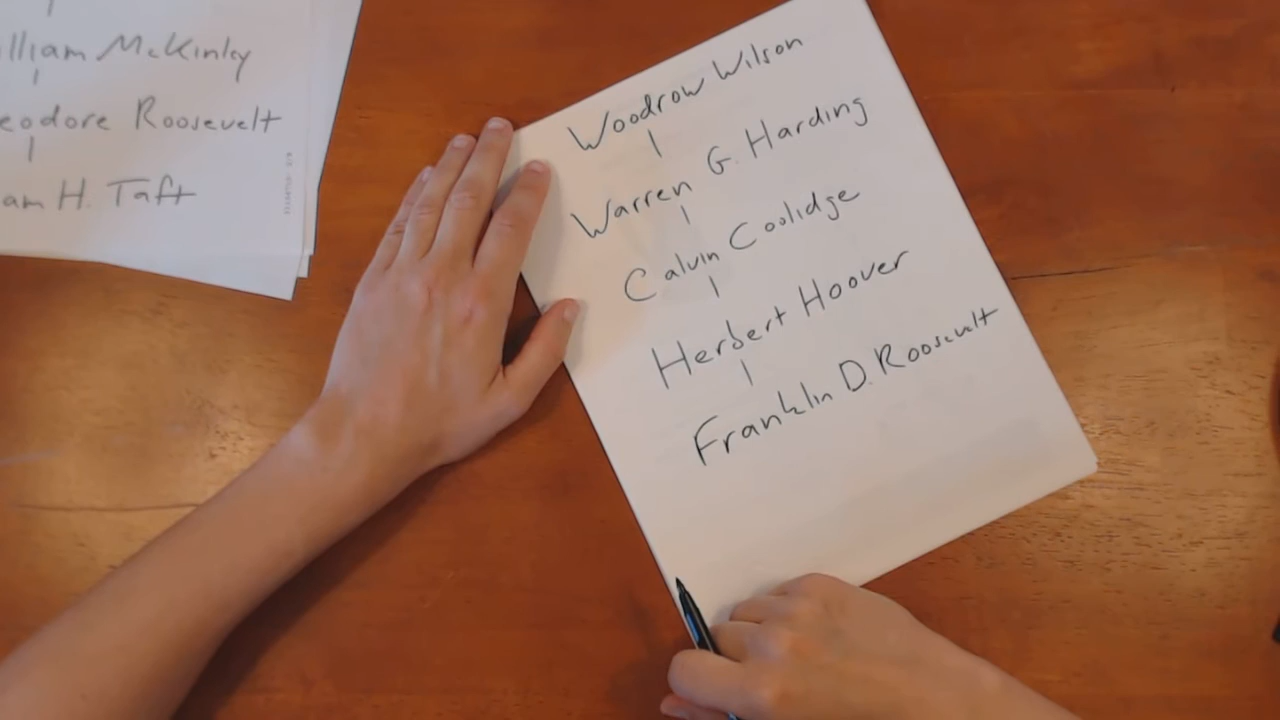 lliam McKinley
eodore Roosevelt
am H. Taft
Woodrow Wilson
Warren G. Harding
Calvin Coolidge
Herbert Hoover
Franklin D. Roosevelt